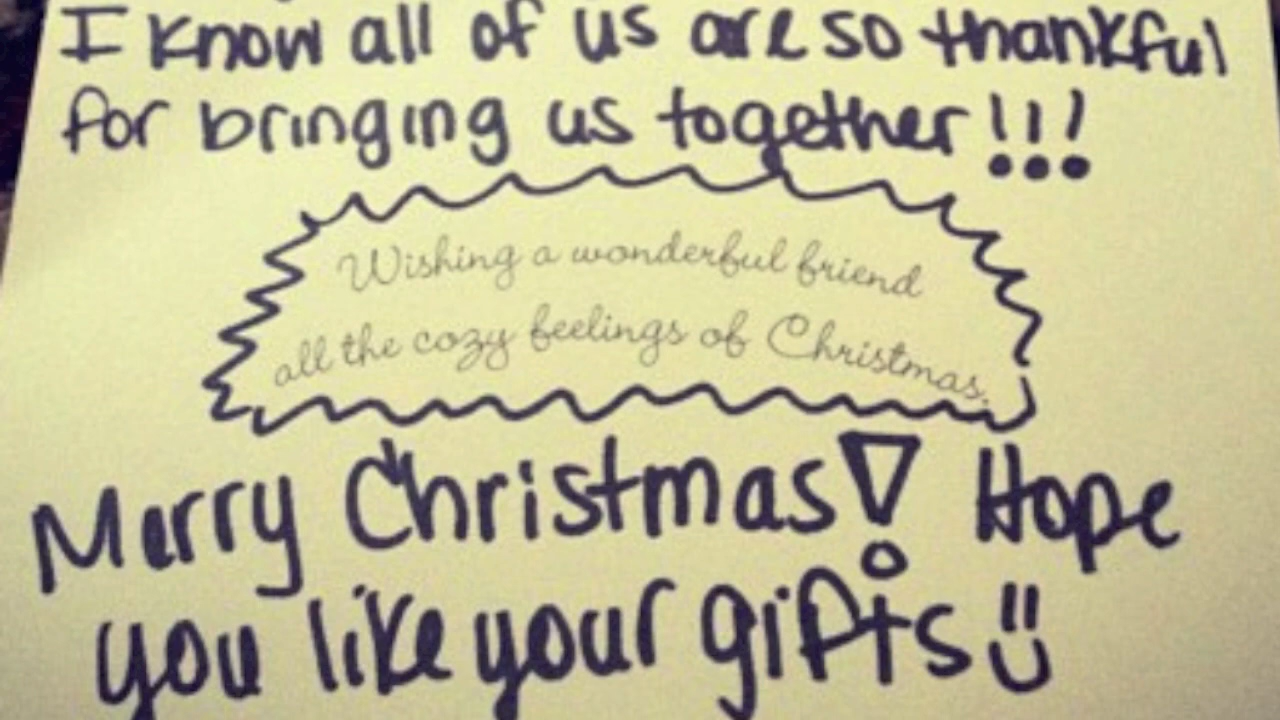 I know all of us are so thankful
for bringing us together!!!
Wishing a wonderful friend
all the cozy feelings of Christmas.
Merry Christmas! Hope
you like your gifts